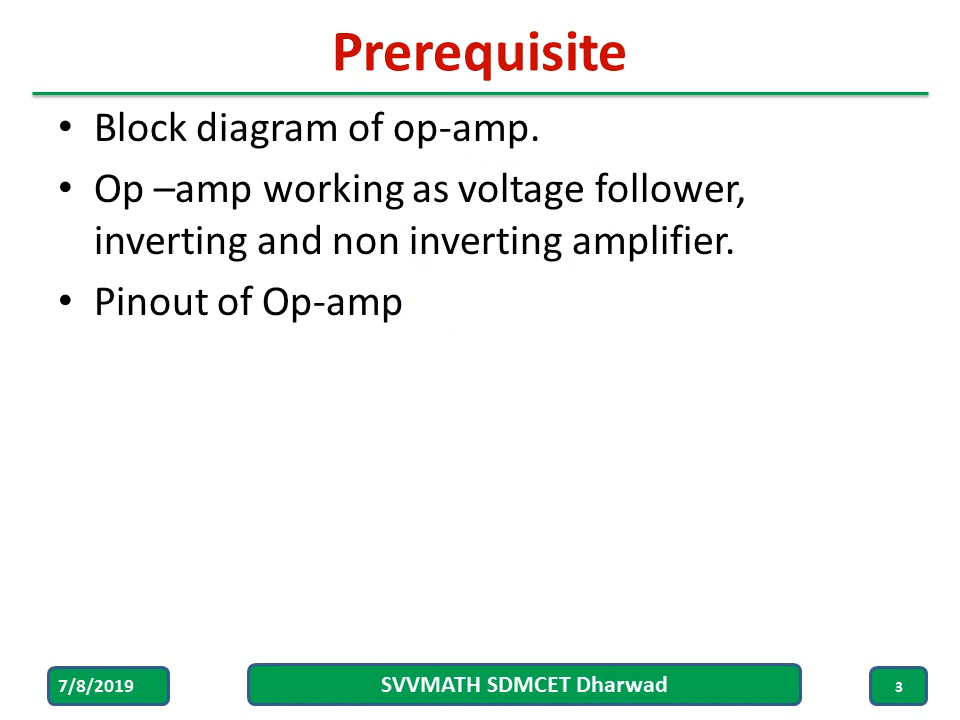 Prerequisite
• Block diagram of op-amp.
• Op –amp working as voltage follower,
inverting and non inverting amplifier.
• Pinout of Op-amp
7/8/2019
SVVMATH SDMCET Dharwad
3